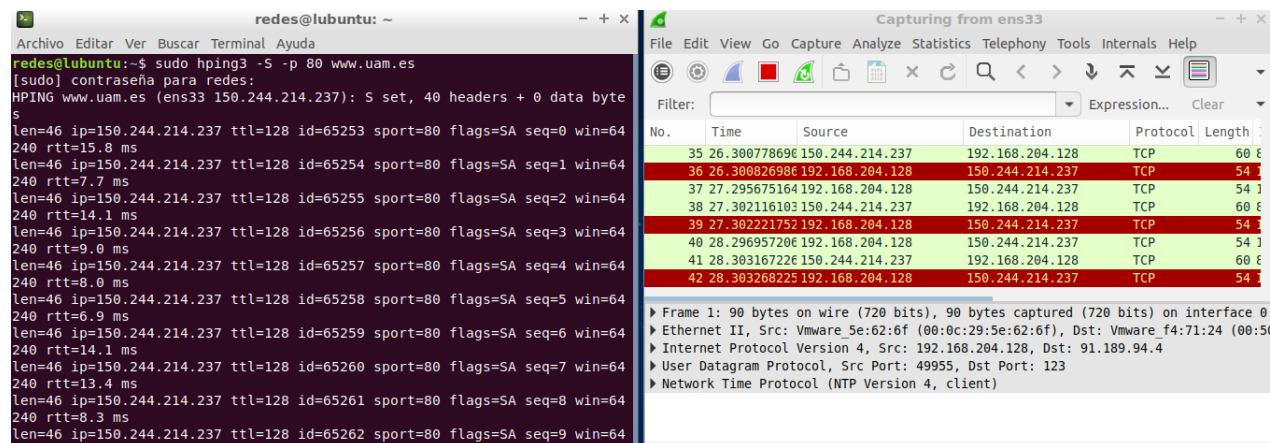 redes@lubuntu: ~
Archivo Editar Ver Buscar Terminal Ayuda
redes@lubuntu:~$ sudo hping3 -S -p 80 www.uam.es
[sudo] contraseña para redes:
HPING www.uam.es (ens33 150.244.214.237): S set, 40 headers + 0 data byte
s
len=46 ip=150.244.214.237 ttl=128 id=65253 sport=80 flags=SA seq=0 win=64
240 rtt=15.8 ms
len=46 ip=150.244.214.237 ttl=128 id=65254 sport=80 flags=SA seq=1 win=64
240 rtt=7.7 ms
len=46 ip=150.244.214.237 ttl=128 id=65255 sport=80 flags=SA seq=2 win=64
240 rtt=14.1 ms
len=46 ip=150.244.214.237 ttl=128 id=65256 sport=80 flags=SA seq=3 win=64
240 rtt=9.0 ms
len=46 ip=150.244.214.237 ttl=128 id=65257 sport=80 flags=SA seq=4 win=64
240 rtt=8.0 ms
len=46 ip=150.244.214.237 ttl=128 id=65258 sport=80 flags=SA seq=5 win=64
240 rtt=6.9 ms
len=46 ip=150.244.214.237 ttl=128 id=65259 sport=80 flags=SA seq=6 win=64
240 rtt=14.1 ms
len=46 ip=150.244.214.237 ttl=128 id=65260 sport=80 flags=SA seq=7 win=64
240 rtt=13.4 ms
len=46 ip=150.244.214.237 ttl=128 id=65261 sport=80 flags=SA seq=8 win=64
240 rtt=8.3 ms
len=46 ip=150.244.214.237 ttl=128 id=65262 sport=80 flags=SA seq=9 win=64
Capturing from ens33
File Edit View Go Capture Analyze Statistics Telephony Tools Internals Help
Filter: Expression... Clear
No. Time Source Destination Protocol Length
35 26.300778690 150.244.214.237 192.168.204.128 TCP 60
36 26.300826986 192.168.204.128 150.244.214.237 TCP 54
37 27.295675164 192.168.204.128 150.244.214.237 TCP 54
38 27.302116103 150.244.214.237 192.168.204.128 TCP 60
39 27.302221752 192.168.204.128 150.244.214.237 TCP 54
40 28.296957206 192.168.204.128 150.244.214.237 TCP 54
41 28.303167226 150.244.214.237 192.168.204.128 TCP 60
42 28.303268225 192.168.204.128 150.244.214.237 TCP 54
Frame 1: 90 bytes on wire (720 bits), 90 bytes captured (720 bits) on interface 0
Ethernet II, Src: Vmware_5e:62:6f (00:0c:29:5e:62:6f), Dst: Vmware_f4:71:24 (00:50
Internet Protocol Version 4, Src: 192.168.204.128, Dst: 91.189.94.4
User Datagram Protocol, Src Port: 49955, Dst Port: 123
Network Time Protocol (NTP Version 4, client)